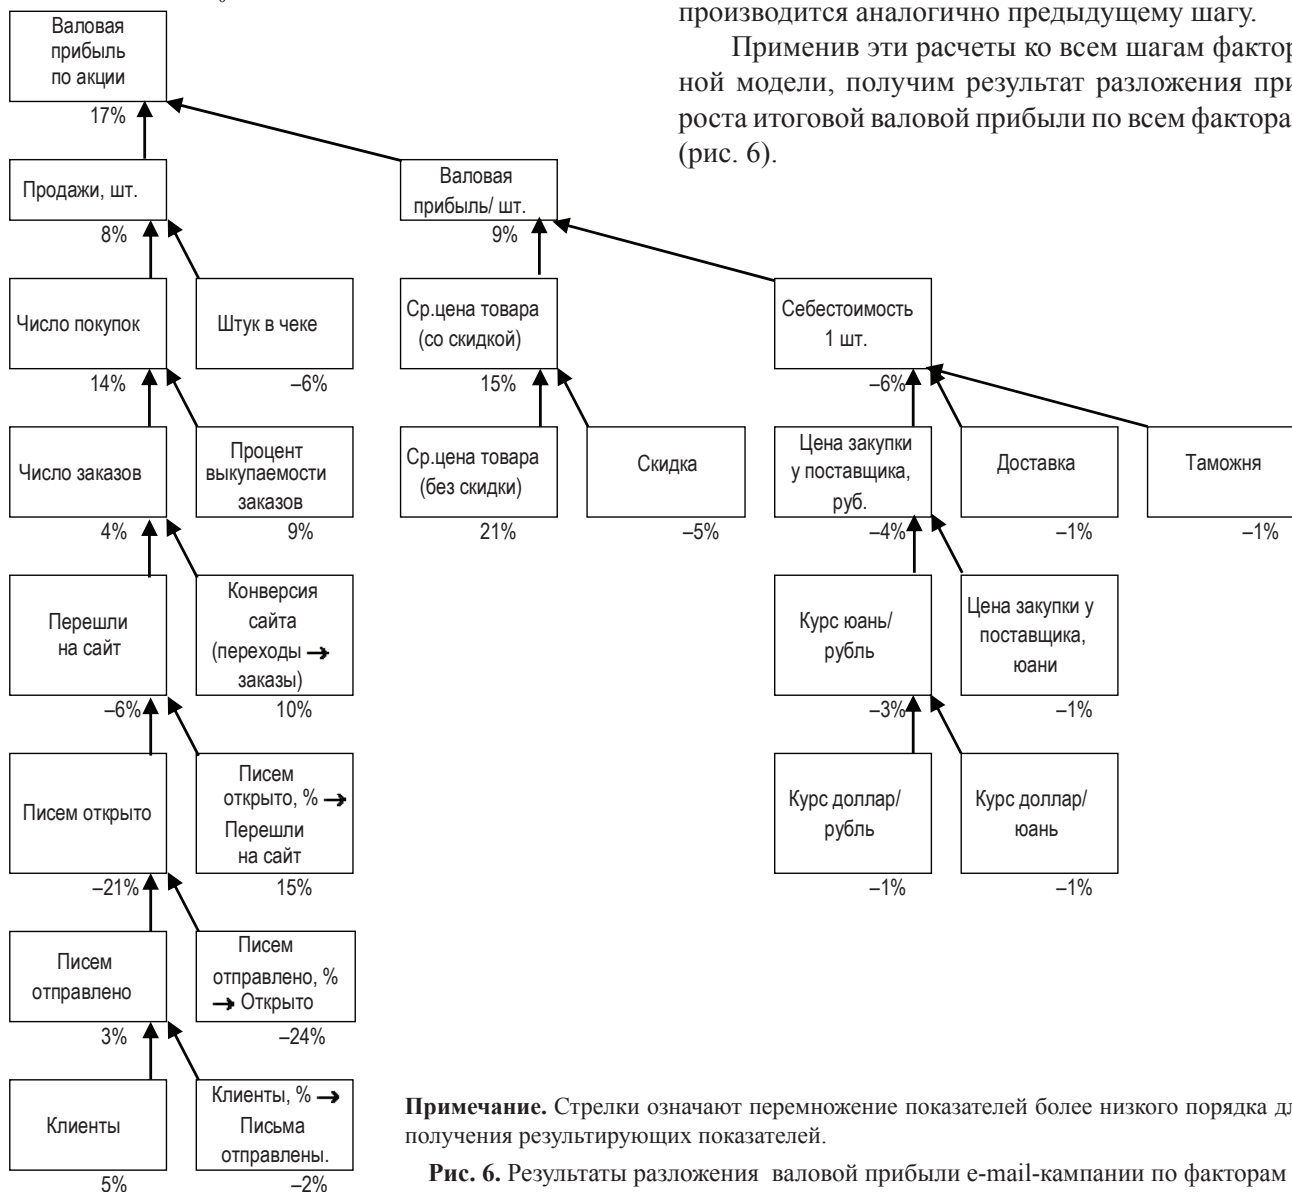 производится аналогично предыдущему шагу.
Применив эти расчеты ко всем шагам фактор
ной модели, получим результат разложения при
роста итоговой валовой прибыли по всем фактора
(рис. 6).
Валовая
прибыль
по акции
17%
Продажи, шт.
8%
Валовая
прибыль/ шт.
9%
Число покупок
14%
Штук в чеке
–6%
Ср.цена товара
(со скидкой)
15%
Себестоимость
1 шт.
–6%
Число заказов
4%
Процент
выкупаемости
заказов
9%
Ср.цена товара
(без скидки)
21%
Скидка
–5%
Цена закупки
у поставщика,
руб.
–4%
Доставка
–1%
Таможня
–1%
Перешли
на сайт
–6%
Конверсия
сайта
(переходы →
заказы)
10%
Курс юань/
рубль
–3%
Цена закупки у
поставщика,
юани
–1%
Писем открыто
–21%
Писем
открыто, % →
Перешли
на сайт
15%
Курс доллар/
рубль
–1%
Курс доллар/
юань
–1%
Писем
отправлено
3%
Писем
отправлено, %
→ Открыто
–24%
Клиенты
5%
Клиенты, % →
Письма
отправлены.
–2%
Примечание. Стрелки означают перемножение показателей более низкого порядка дл
получения результирующих показателей.
Рис. 6. Результаты разложения валовой прибыли e-mail-кампании по факторам